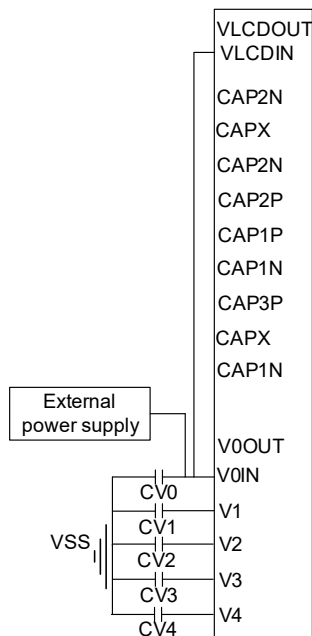 VLCDOUT
VLCDIN
CAP2N
CAPX
CAP2N
CAP2P
CAP1P
CAP1N
CAP3P
CAPX
CAP1N
External
power supply
V0OUT
V0IN
CV0
V1
CV1
VSS
V2
CV2
V3
CV3
V4
CV4